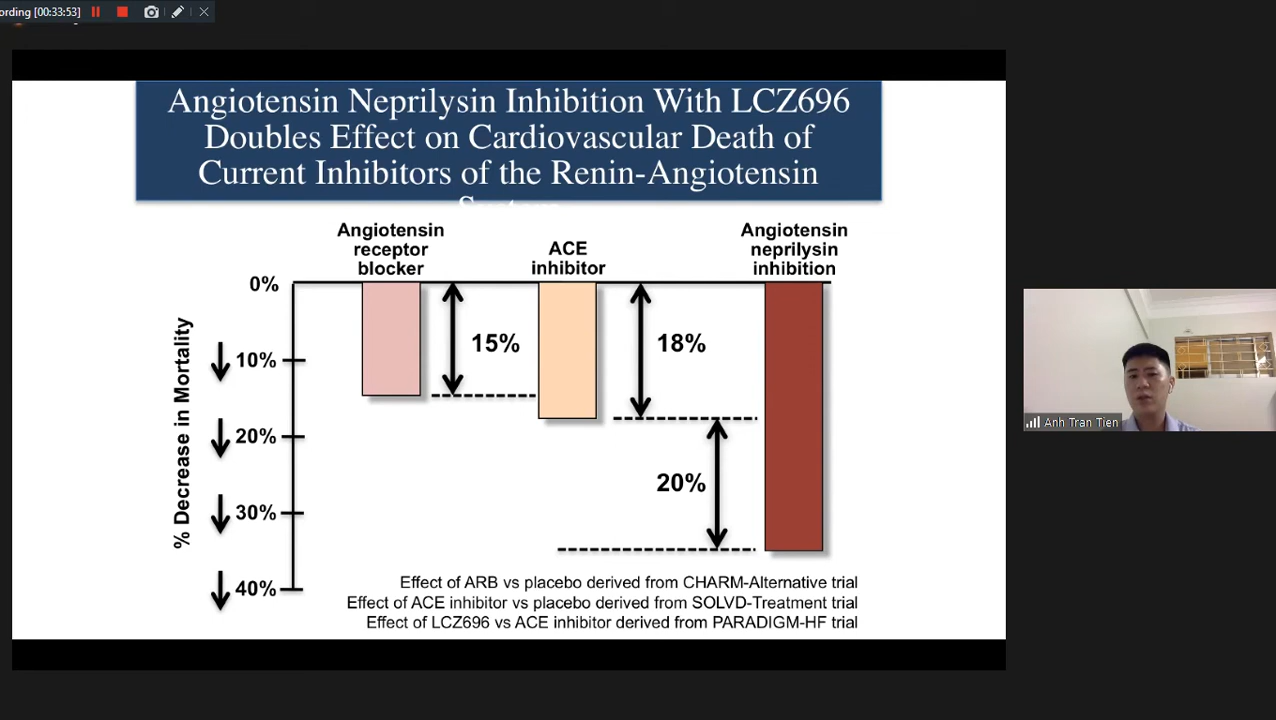 ording [00:33:53]
Angiotensin Neprilysin Inhibition With LCZ696
Doubles Effect on Cardiovascular Death of
Current Inhibitors of the Renin-Angiotensin
Angiotensin
receptor
blocker
ACE
inhibitor
Angiotensin
neprilysin
inhibition
% Decrease in Mortality
0%
10%
20%
30%
40%
15%
18%
20%
Effect of ARB vs placebo derived from CHARM-Alternative trial
Effect of ACE inhibitor vs placebo derived from SOLVD-Treatment trial
Effect of LCZ696 vs ACE inhibitor derived from PARADIGM-HF trial
Anh Tran Tien